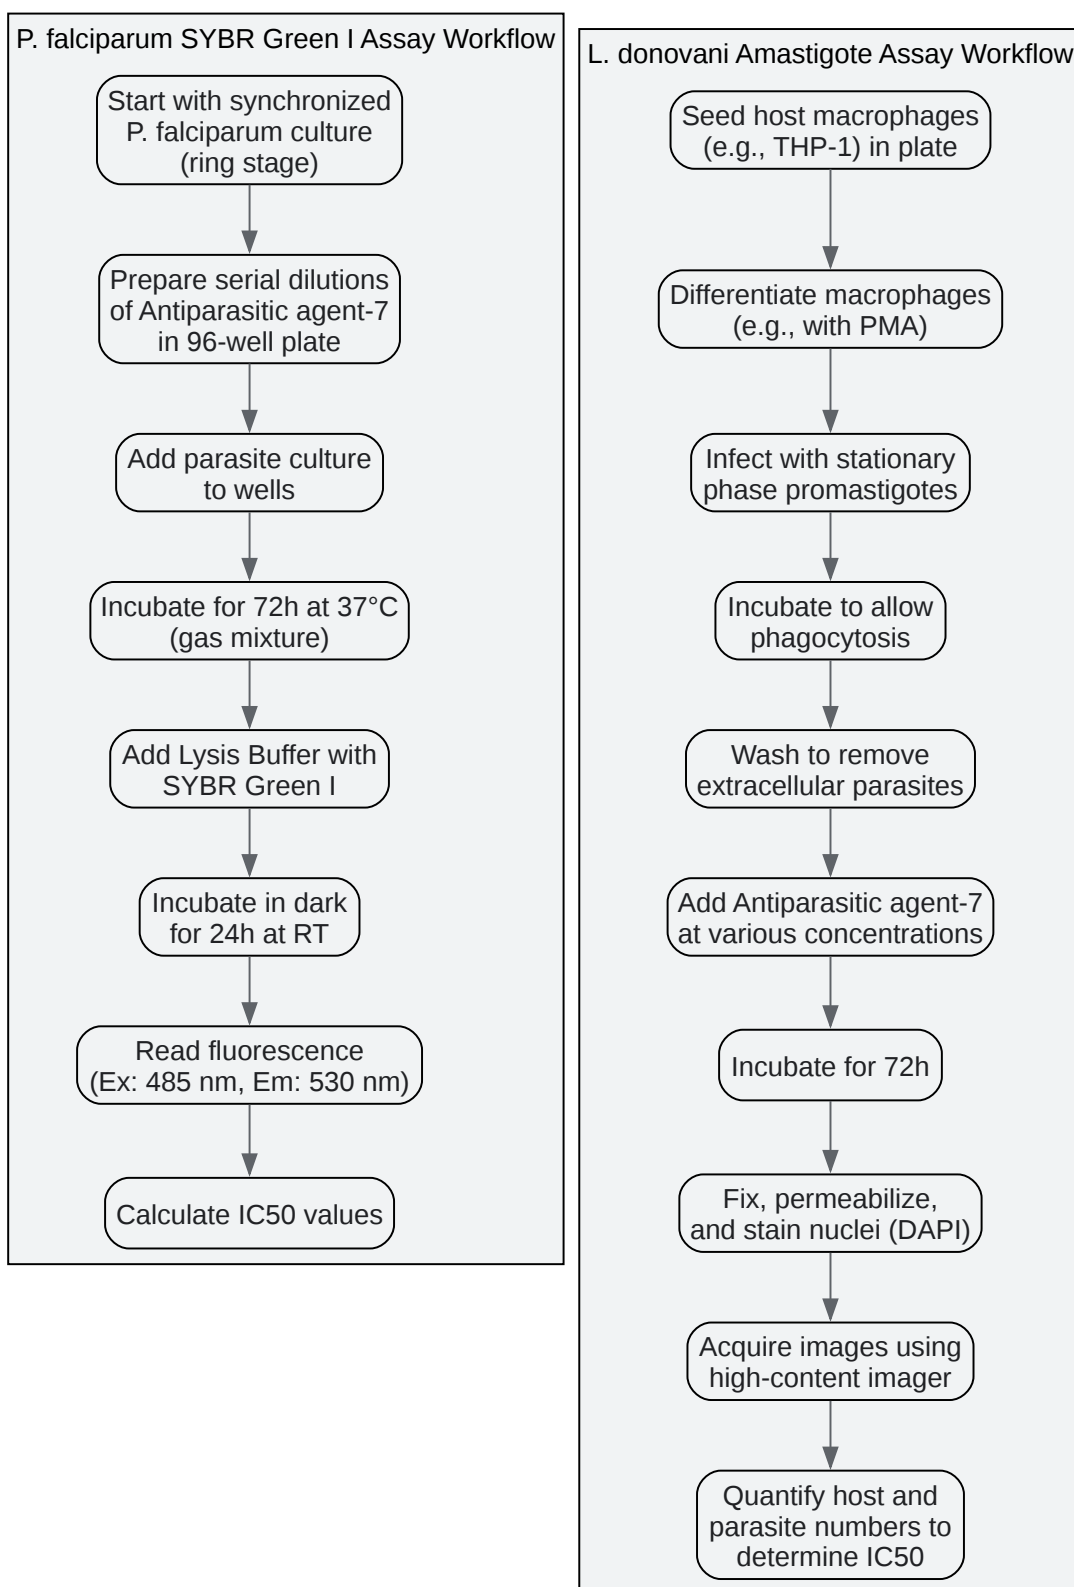 P. falciparum SYBR Green I Assay Workflow
Start with synchronized
P. falciparum culture
(ring stage)
Prepare serial dilutions
of Antiparasitic agent-7
in 96-well plate
Add parasite culture
to wells
Incubate for 72h at 37°C
(gas mixture)
Add Lysis Buffer with
SYBR Green I
Incubate in dark
for 24h at RT
Read fluorescence
(Ex: 485 nm, Em: 530 nm)
Calculate IC50 values
L. donovani Amastigote Assay Workflow
Seed host macrophages
(e.g., THP-1) in plate
Differentiate macrophages
(e.g., with PMA)
Infect with stationary
phase promastigotes
Incubate to allow
phagocytosis
Wash to remove
extracellular parasites
Add Antiparasitic agent-7
at various concentrations
Incubate for 72h
Fix, permeabilize,
and stain nuclei (DAPI)
Acquire images using
high-content imager
Quantify host and
parasite numbers to
determine IC50